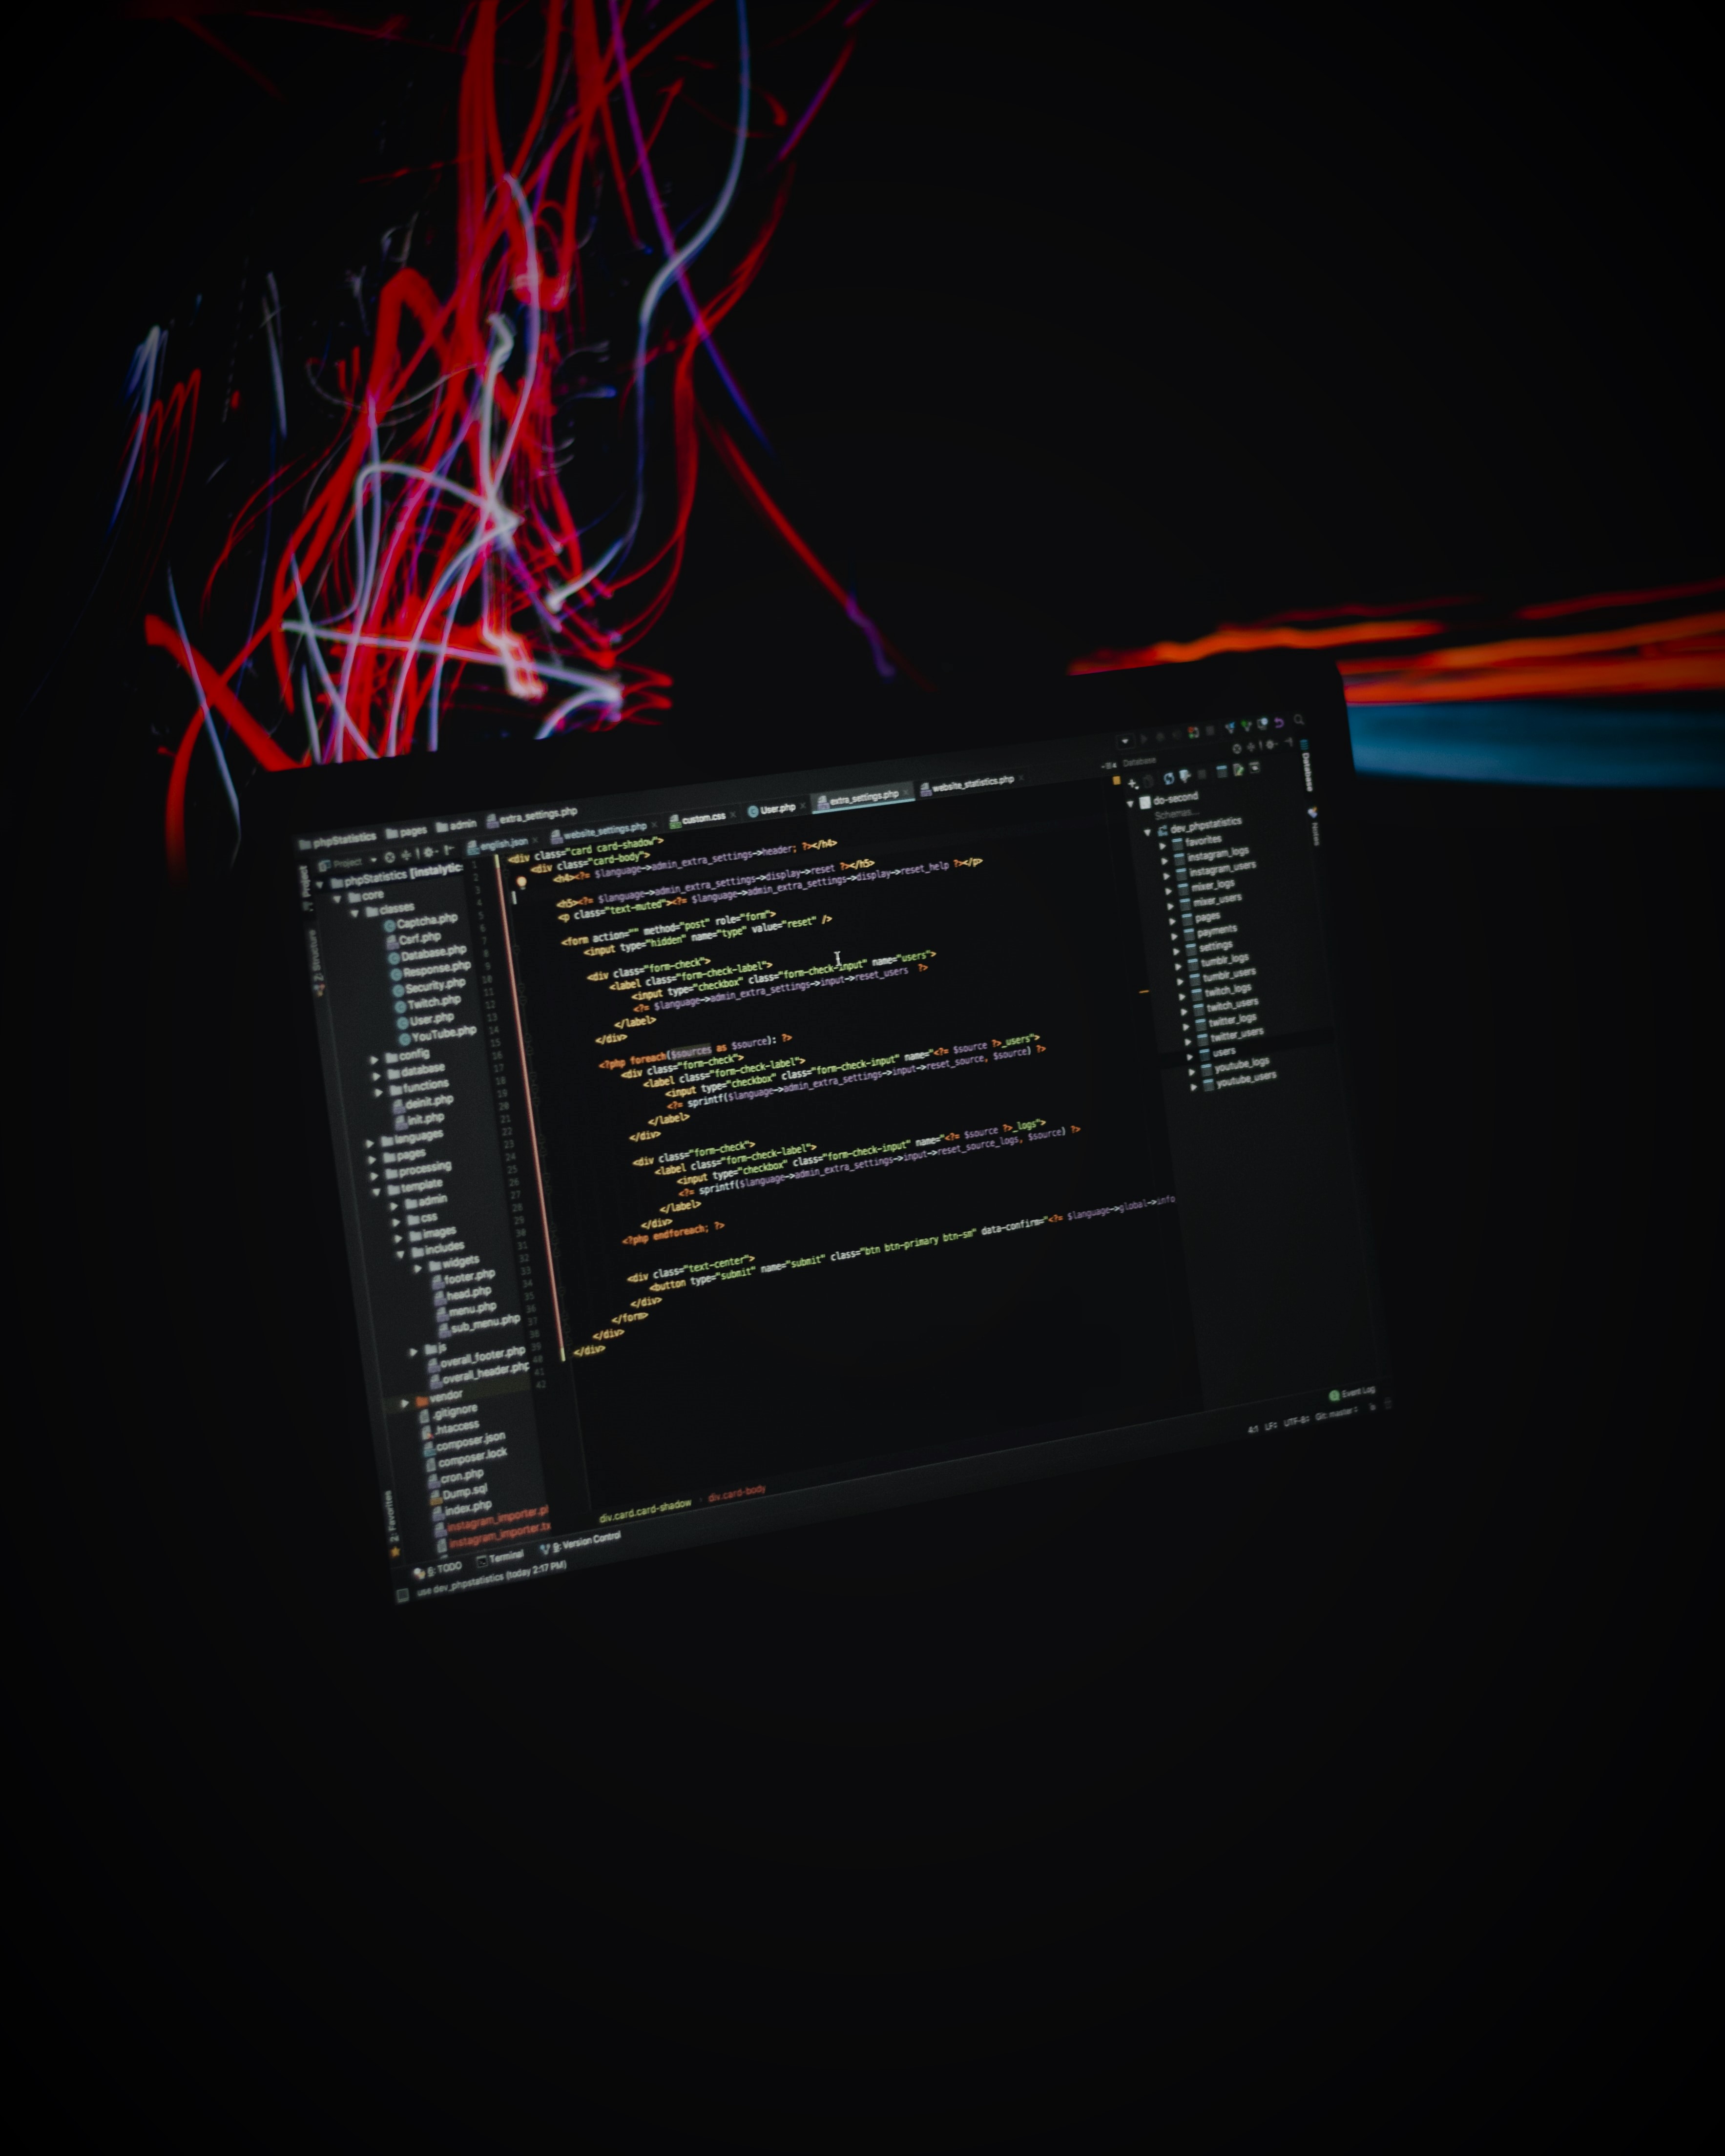 phpStatistics pages admin extra_settings.php
Project
english.json website_settings.php custom.css User.php extra_settings.php website_statistics.php
phpStatistics [instalytic
core
classes
Captcha.php
Csrf.php
Database.php
Response.php
Security.php
Twitch.php
User.php
YouTube.php
config
database
functions
deinit.php
init.php
languages
pages
processing
template
admin
css
images
includes
widgets
footer.php
head.php
menu.php
sub_menu.php
js
overall_footer.php
overall_header.php
vendor
.gitignore
.htaccess
composer.json
composer.lock
cron.php
Dump.sql
index.php
instagram_importer.p
instagram_importer.tx
Project
Z: Structure
2: Favorites
<div class="card card-shadow">
<div class="card-body">
<h4><?= $language->admin_extra_settings->header; ?></h4>
<h5><?= $language->admin_extra_settings->display->reset ?></h5>
<p class="text-muted"><?= $language->admin_extra_settings->display->reset_help ?></p>
<form action="" method="post" role="form">
<input type="hidden" name="type" value="reset" />
<div class="form-check">
<label class="form-check-label">
<input type="checkbox" class="form-check-input" name="users">
<?= $language->admin_extra_settings->input->reset_users ?>
</label>
</div>
<?php foreach($sources as $source): ?>
<div class="form-check">
<label class="form-check-label">
<input type="checkbox" class="form-check-input" name="<?= $source ?>_users">
<?= sprintf($language->admin_extra_settings->input->reset_source, $source) ?>
</label>
</div>
<div class="form-check">
<label class="form-check-label">
<input type="checkbox" class="form-check-input" name="<?= $source ?>_logs">
<?= sprintf($language->admin_extra_settings->input->reset_source_logs, $source) ?>
</label>
</div>
<?php endforeach; ?>
<div class="text-center">
<button type="submit" name="submit" class="btn btn-primary btn-sm" data-confirm="<?= $language->global->info
</div>
</form>
</div>
</div>
div.card.card-shadow div.card-body
Database
do-second
Schemas...
dev_phpstatistics
favorites
instagram_logs
instagram_users
mixer_logs
mixer_users
pages
payments
settings
tumblr_logs
tumblr_users
twitch_logs
twitch_users
twitter_logs
twitter_users
users
youtube_logs
youtube_users
Database
6: TODO Terminal 9: Version Control
Event Log
use dev_phpstatistics (today 2:17 PM)
4:1 LF: UTF-8: Git: master